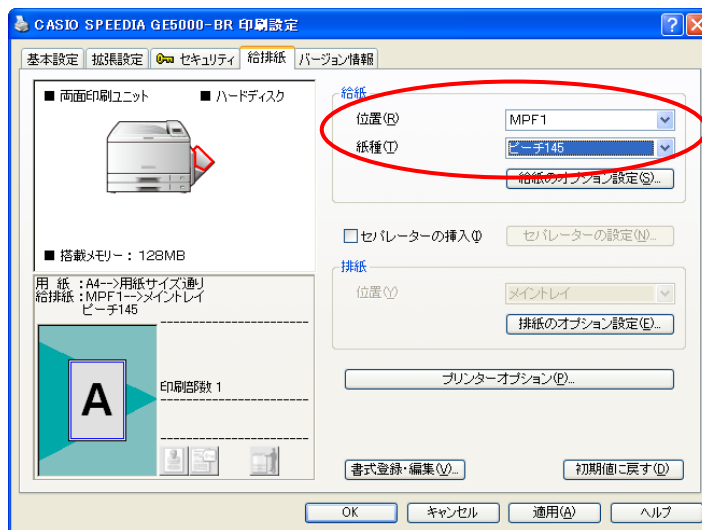 CASIO SPEEDIA GE5000-BR 印刷設定
基本設定 拡張設定 セキュリティ 給排紙 バージョン情報
■ 両面印刷ユニット ■ ハードディスク
■ 搭載メモリー : 128MB
用 紙 :A4-->用紙サイズ通り
給排紙 :MPF1-->メイントレイ
ピーチ145
A
印刷部数 1
給紙
位置(R) MPF1
紙種(T) ピーチ145
給紙のオプション設定(S)...
セパレーターの挿入(I) セパレーターの設定(N)...
排紙
位置(Y) メイントレイ
排紙のオプション設定(E)...
プリンターオプション(P)...
書式登録・編集(V)... 初期値に戻す(D)
OK キャンセル 適用(A) ヘルプ